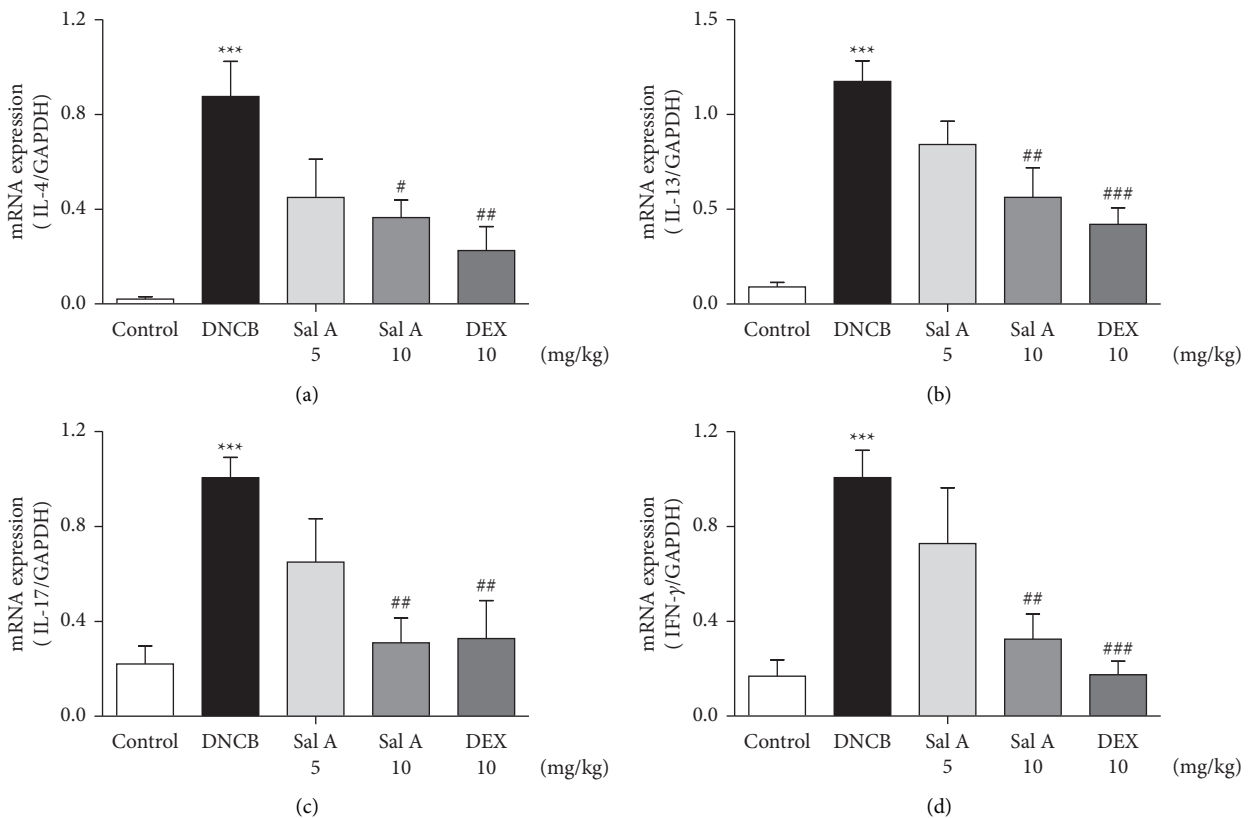 mRNA expression
( IL-4/GAPDH)
1.2
0.8
0.4
0.0
***
#
##
Control DNCB Sal A Sal A DEX
5 10 10 (mg/kg)
(a)
mRNA expression
( IL-13/GAPDH)
1.5
1.0
0.5
0.0
***
##
###
Control DNCB Sal A Sal A DEX
5 10 10 (mg/kg)
(b)
mRNA expression
( IL-17/GAPDH)
1.2
0.8
0.4
0.0
***
## ##
Control DNCB Sal A Sal A DEX
5 10 10 (mg/kg)
(c)
mRNA expression
( IFN-γ/GAPDH)
1.2
0.8
0.4
0.0
***
##
###
Control DNCB Sal A Sal A DEX
5 10 10 (mg/kg)
(d)